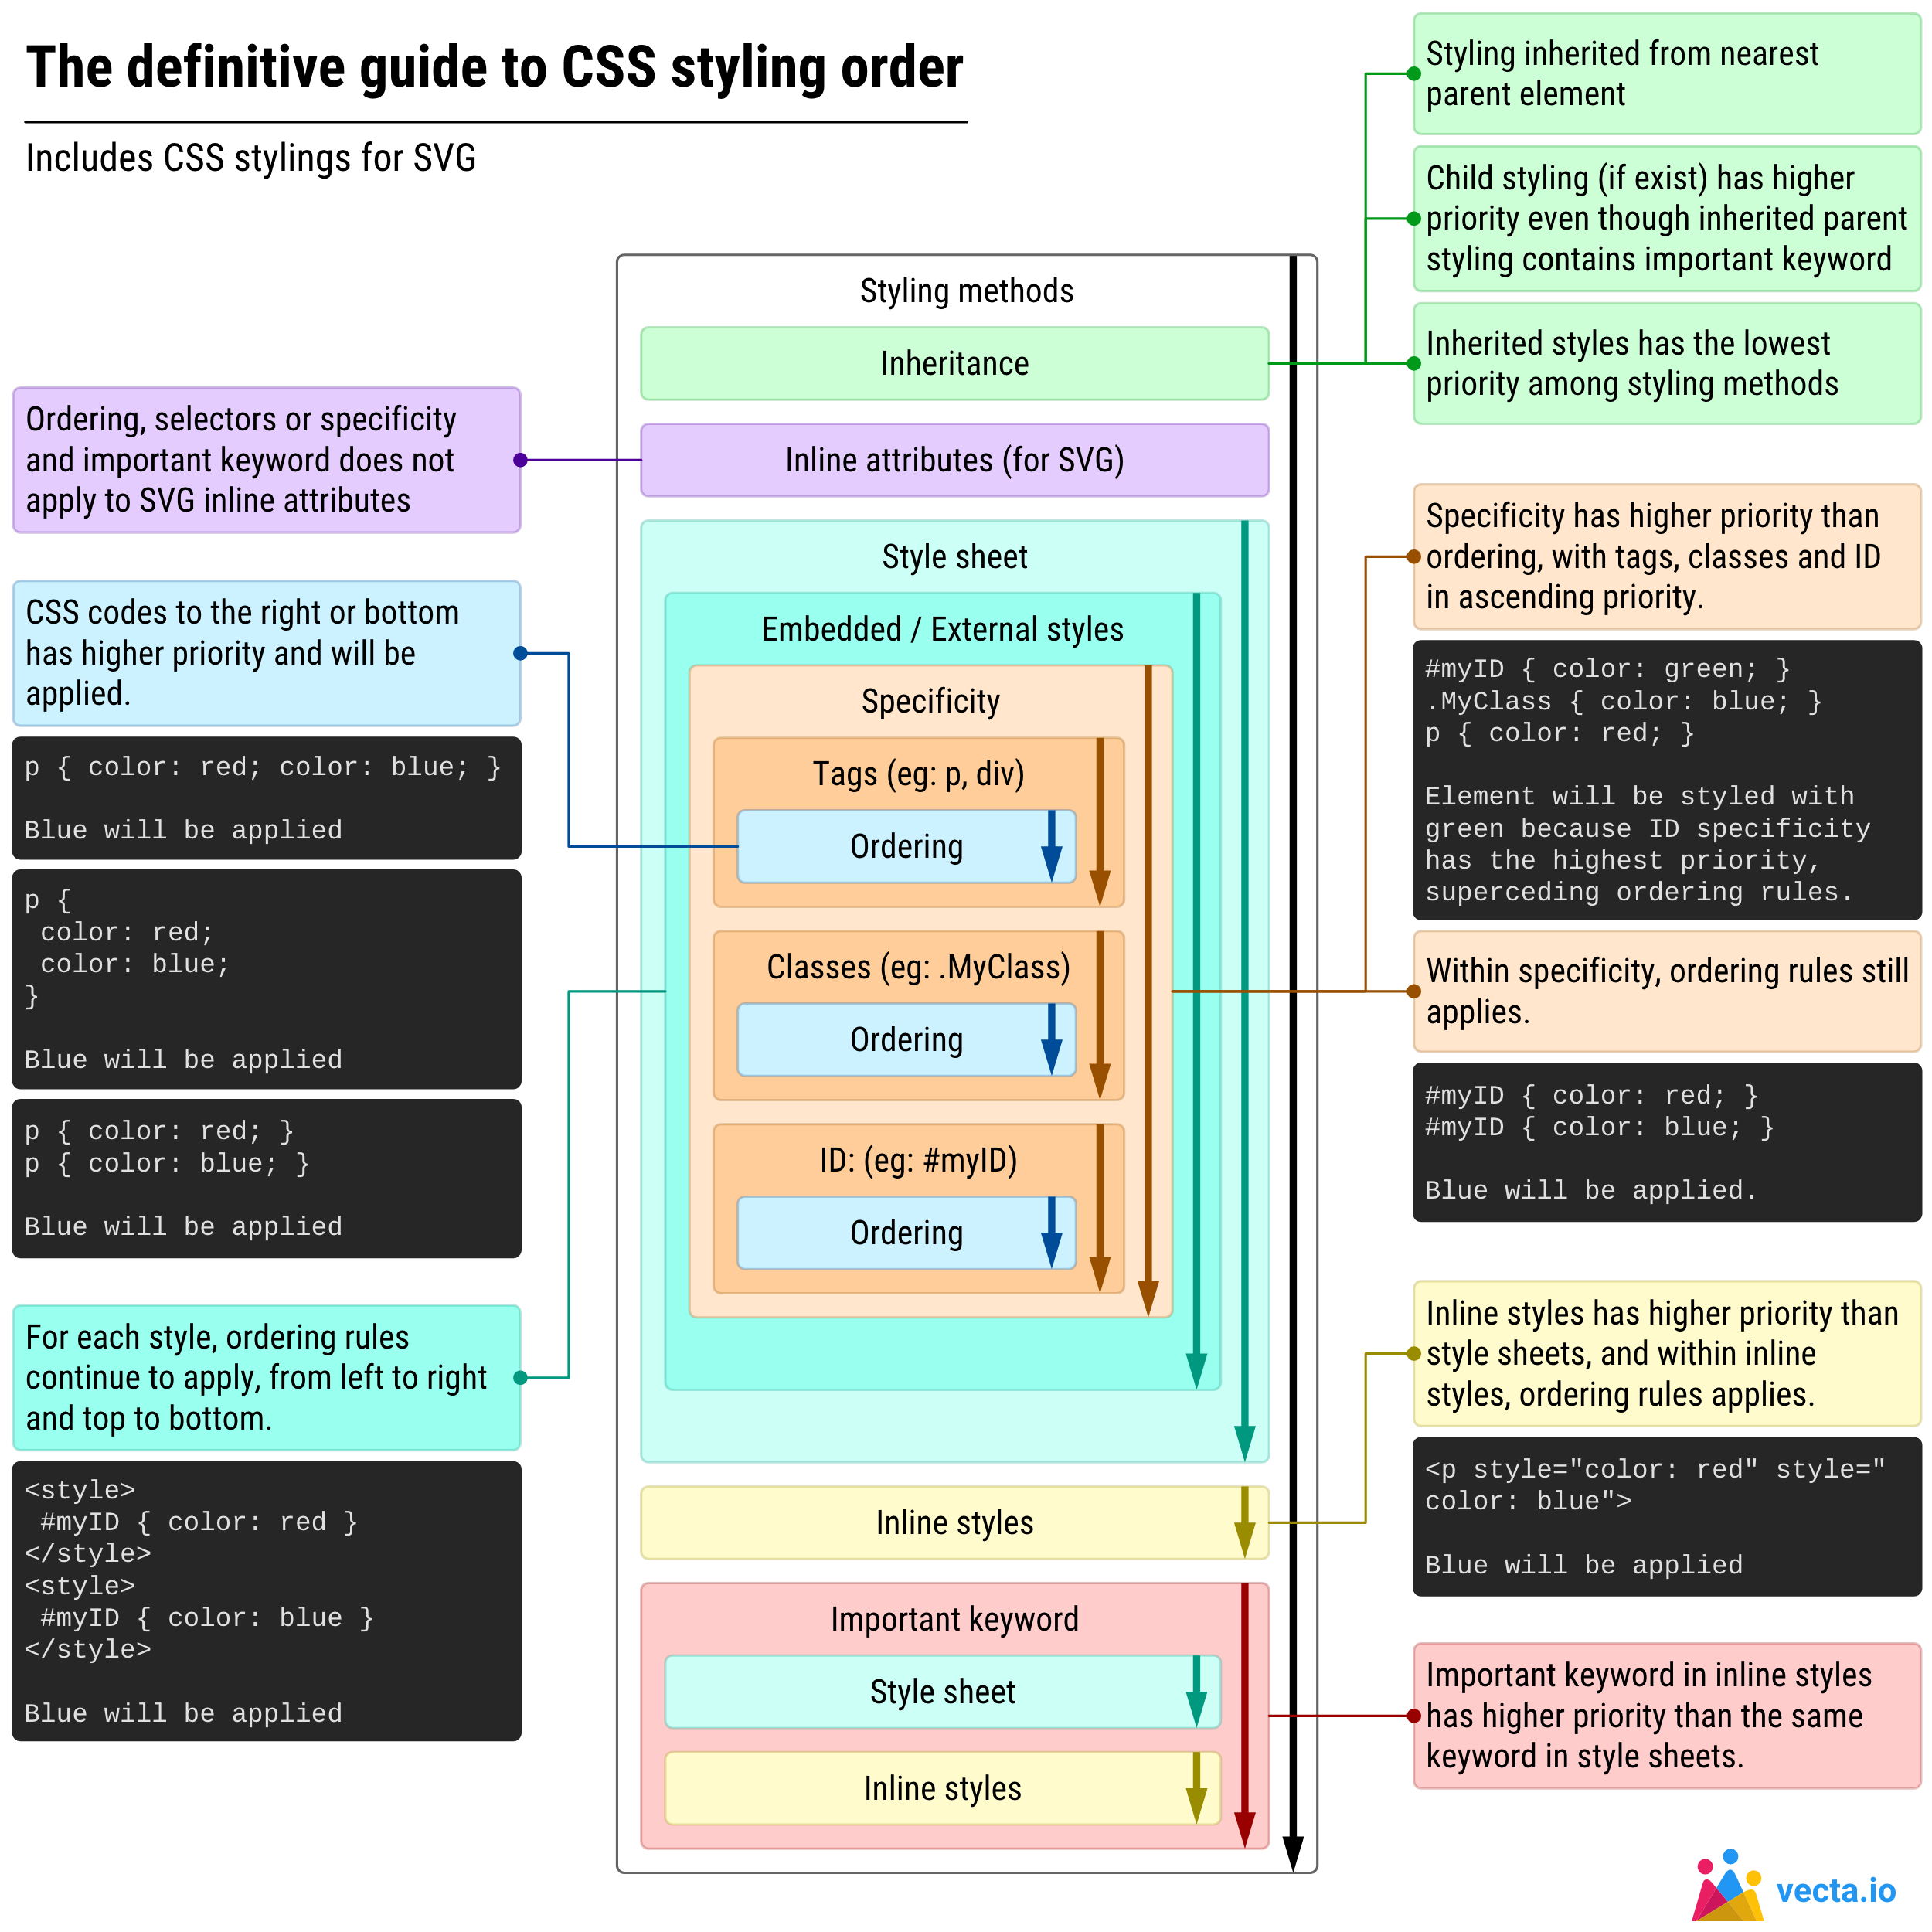 The definitive guide to CSS styling order
Includes CSS stylings for SVG
Ordering, selectors or specificity
and important keyword does not
apply to SVG inline attributes
CSS codes to the right or bottom
has higher priority and will be
applied.
p { color: red; color: blue; }
Blue will be applied
p {
color: red;
color: blue;
}
Blue will be applied
p { color: red; }
p { color: blue; }
Blue will be applied
For each style, ordering rules
continue to apply, from left to right
and top to bottom.
<style>
#myID { color: red }
</style>
<style>
#myID { color: blue }
</style>
Blue will be applied
Styling methods
Inheritance
Inline attributes (for SVG)
Style sheet
Embedded / External styles
Specificity
Tags (eg: p, div)
Ordering
Classes (eg: .MyClass)
Ordering
ID: (eg: #myID)
Ordering
Inline styles
Important keyword
Style sheet
Inline styles
Styling inherited from nearest
parent element
Child styling (if exist) has higher
priority even though inherited parent
styling contains important keyword
Inherited styles has the lowest
priority among styling methods
Specificity has higher priority than
ordering, with tags, classes and ID
in ascending priority.
#myID { color: green; }
.MyClass { color: blue; }
p { color: red; }
Element will be styled with
green because ID specificity
has the highest priority,
superceding ordering rules.
Within specificity, ordering rules still
applies.
#myID { color: red; }
#myID { color: blue; }
Blue will be applied.
Inline styles has higher priority than
style sheets, and within inline
styles, ordering rules applies.
<p style="color: red" style="
color: blue">
Blue will be applied
Important keyword in inline styles
has higher priority than the same
keyword in style sheets.
vecta.io